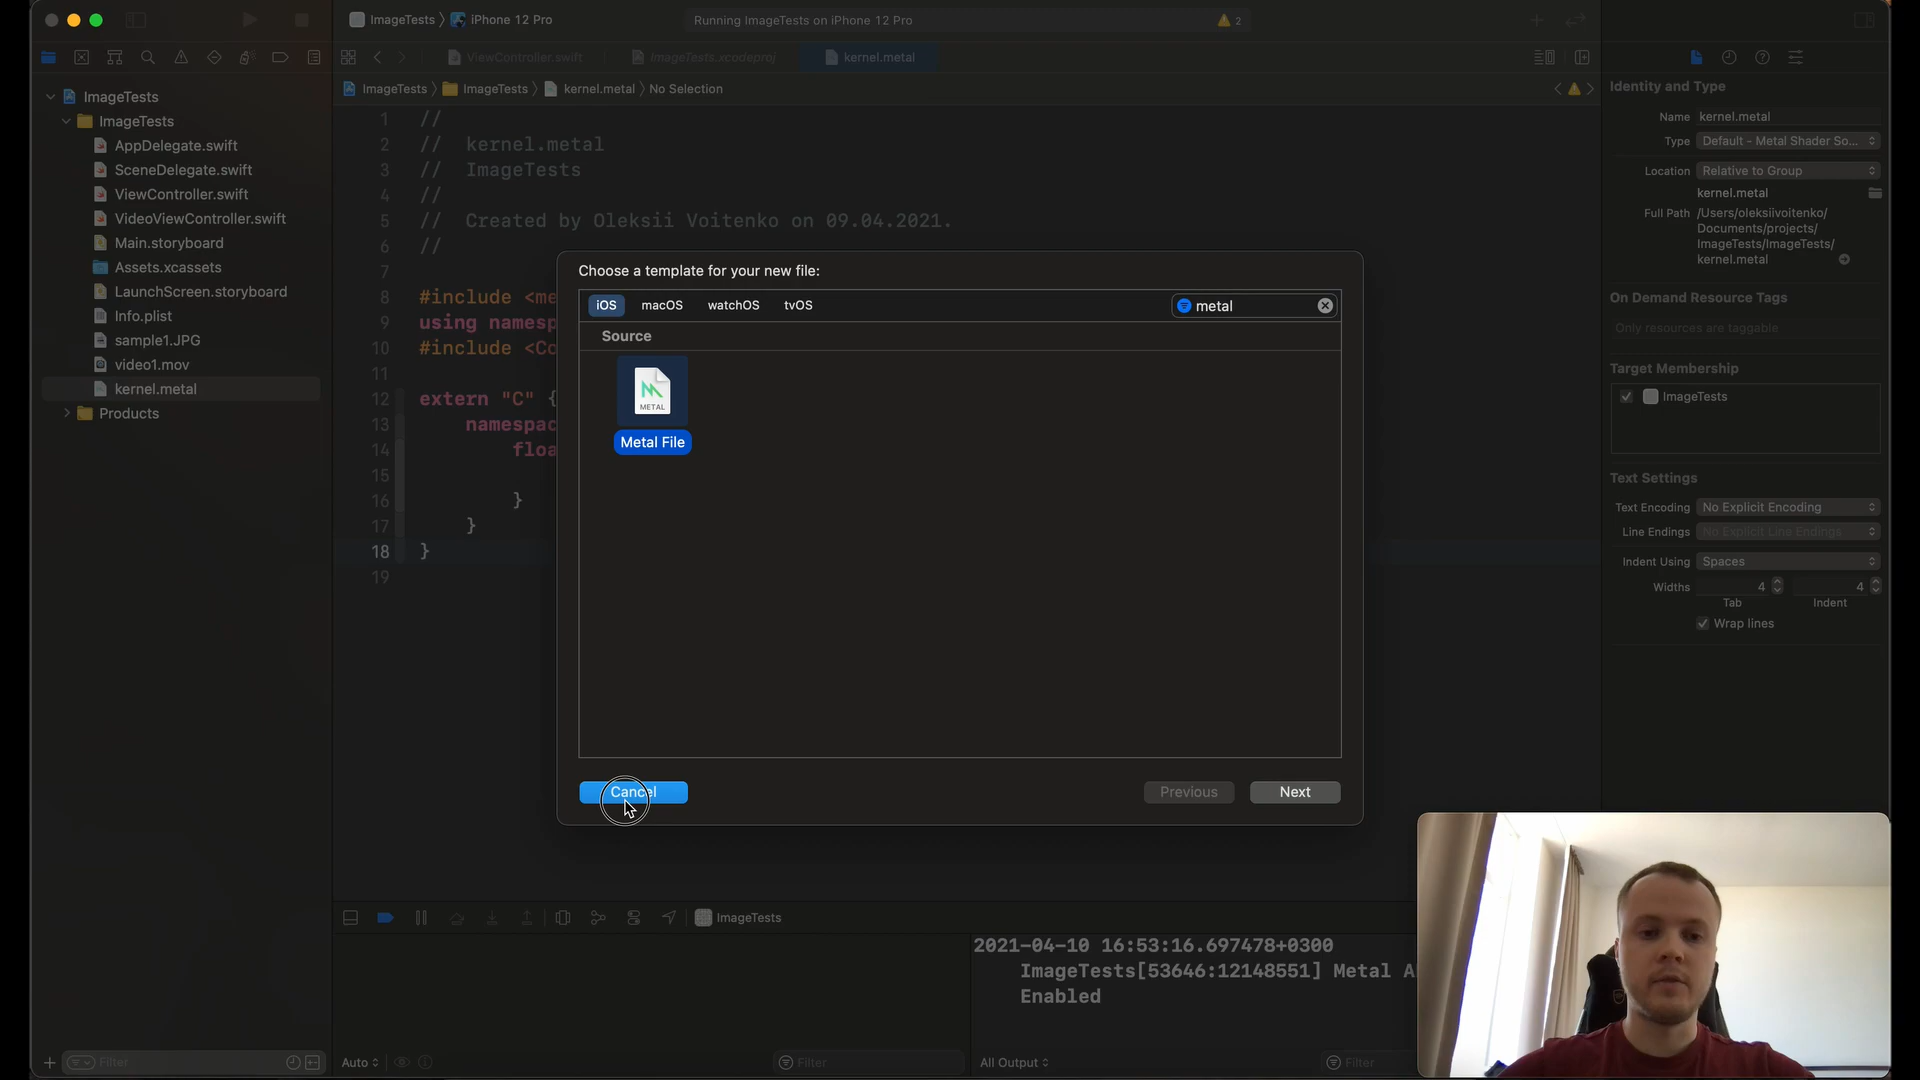 ImageTests
iPhone 12 Pro
Running ImageTests on iPhone 12 Pro
2
ViewController.swift
ImageTests.xcodeproj
kernel.metal
ImageTests
ImageTests
kernel.metal
No Selection
ImageTests
ImageTests
AppDelegate.swift
SceneDelegate.swift
ViewController.swift
VideoViewController.swift
Main.storyboard
Assets.xcassets
LaunchScreen.storyboard
Info.plist
sample1.JPG
video1.mov
kernel.metal
Products
1 //
2 // kernel.metal
3 // ImageTests
4 //
5 // Created by Oleksii Voitenko on 09.04.2021.
6 //
7
8 #include <me
9 using namesp
10 #include <Co
11
12 extern "C" {
13 namespac
14 floa
15
16 }
17 }
18 }
19
Choose a template for your new file:
iOS
macOS
watchOS
tvOS
metal
Source
METAL
Metal File
Cancel
Previous
Next
Identity and Type
Name kernel.metal
Type Default - Metal Shader So...
Location Relative to Group
kernel.metal
Full Path /Users/oleksiivoitenko/
Documents/projects/
ImageTests/ImageTests/
kernel.metal
On Demand Resource Tags
Only resources are taggable
Target Membership
ImageTests
Text Settings
Text Encoding No Explicit Encoding
Line Endings No Explicit Line Endings
Indent Using Spaces
Widths 4 4
Tab Indent
Wrap lines
ImageTests
2021-04-10 16:53:16.697478+0300
ImageTests[53646:12148551] Metal A
Enabled
Filter
Auto
Filter
All Output
Filter